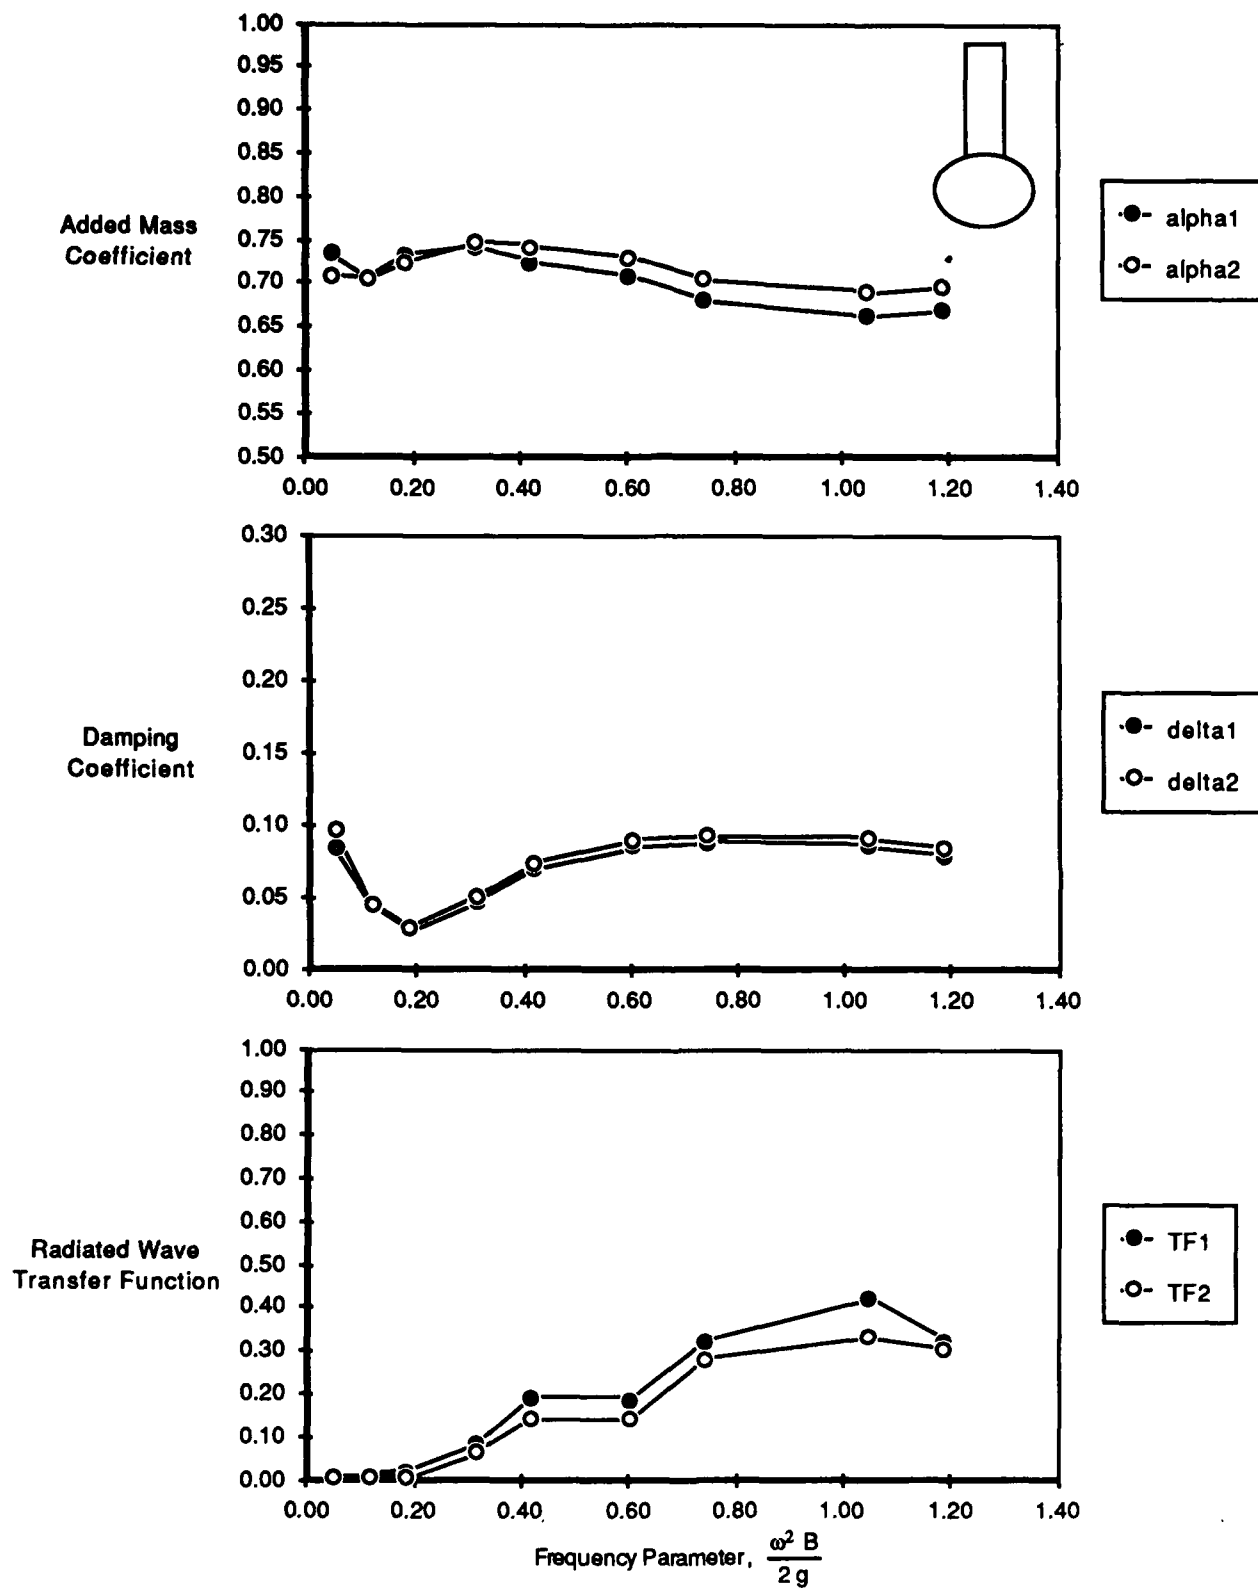 1.00
0.95
0.90
0.85
0.80
0.75
0.70
0.65
0.60
0.55
0.50
Added Mass
Coefficient
0.00 0.20 0.40 0.60 0.80 1.00 1.20 1.40
alpha1
alpha2
0.30
0.25
0.20
0.15
0.10
0.05
0.00
Damping
Coefficient
0.00 0.20 0.40 0.60 0.80 1.00 1.20 1.40
delta1
delta2
1.00
0.90
0.80
0.70
0.60
0.50
0.40
0.30
0.20
0.10
0.00
Radiated Wave
Transfer Function
0.00 0.20 0.40 0.60 0.80 1.00 1.20 1.40
TF1
TF2
Frequency Parameter, ω² B
2 g